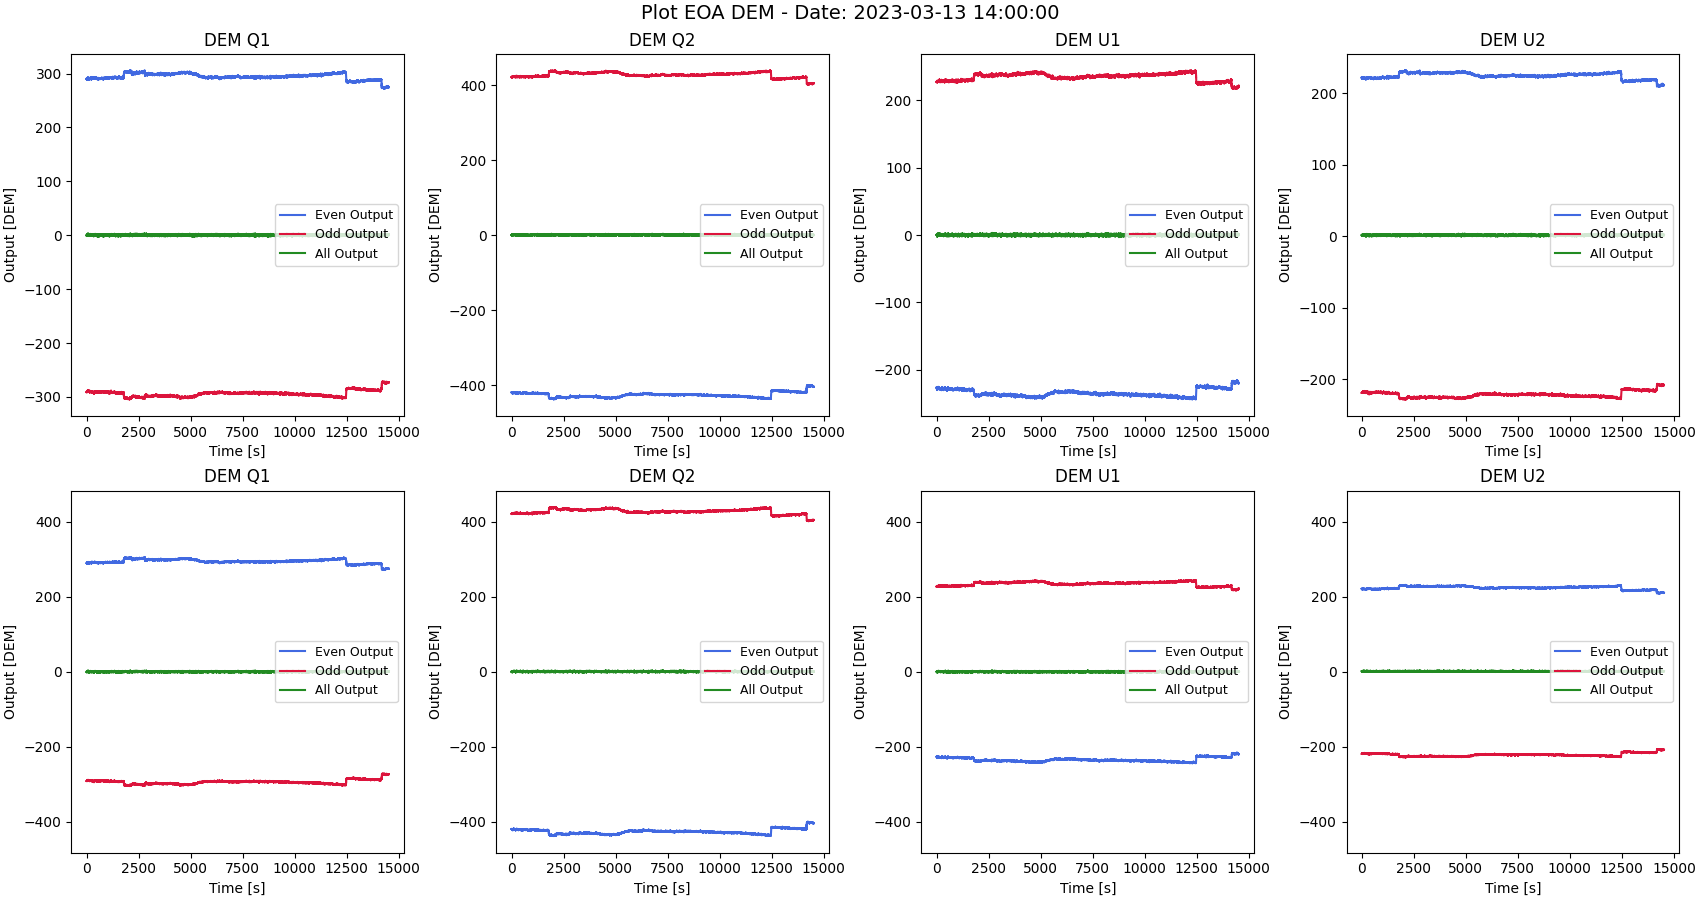 Plot EOA DEM - Date: 2023-03-13 14:00:00
DEM Q1
Output [DEM]
300
200
100
0
−100
−200
−300
Even Output
Odd Output
All Output
0 2500 5000 7500 10000 12500 15000
Time [s]
DEM Q2
Output [DEM]
400
200
0
−200
−400
Even Output
Odd Output
All Output
0 2500 5000 7500 10000 12500 15000
Time [s]
DEM U1
Output [DEM]
200
100
0
−100
−200
Even Output
Odd Output
All Output
0 2500 5000 7500 10000 12500 15000
Time [s]
DEM U2
Output [DEM]
200
100
0
−100
−200
Even Output
Odd Output
All Output
0 2500 5000 7500 10000 12500 15000
Time [s]
DEM Q1
Output [DEM]
400
200
0
−200
−400
Even Output
Odd Output
All Output
0 2500 5000 7500 10000 12500 15000
Time [s]
DEM Q2
Output [DEM]
400
200
0
−200
−400
Even Output
Odd Output
All Output
0 2500 5000 7500 10000 12500 15000
Time [s]
DEM U1
Output [DEM]
400
200
0
−200
−400
Even Output
Odd Output
All Output
0 2500 5000 7500 10000 12500 15000
Time [s]
DEM U2
Output [DEM]
400
200
0
−200
−400
Even Output
Odd Output
All Output
0 2500 5000 7500 10000 12500 15000
Time [s]